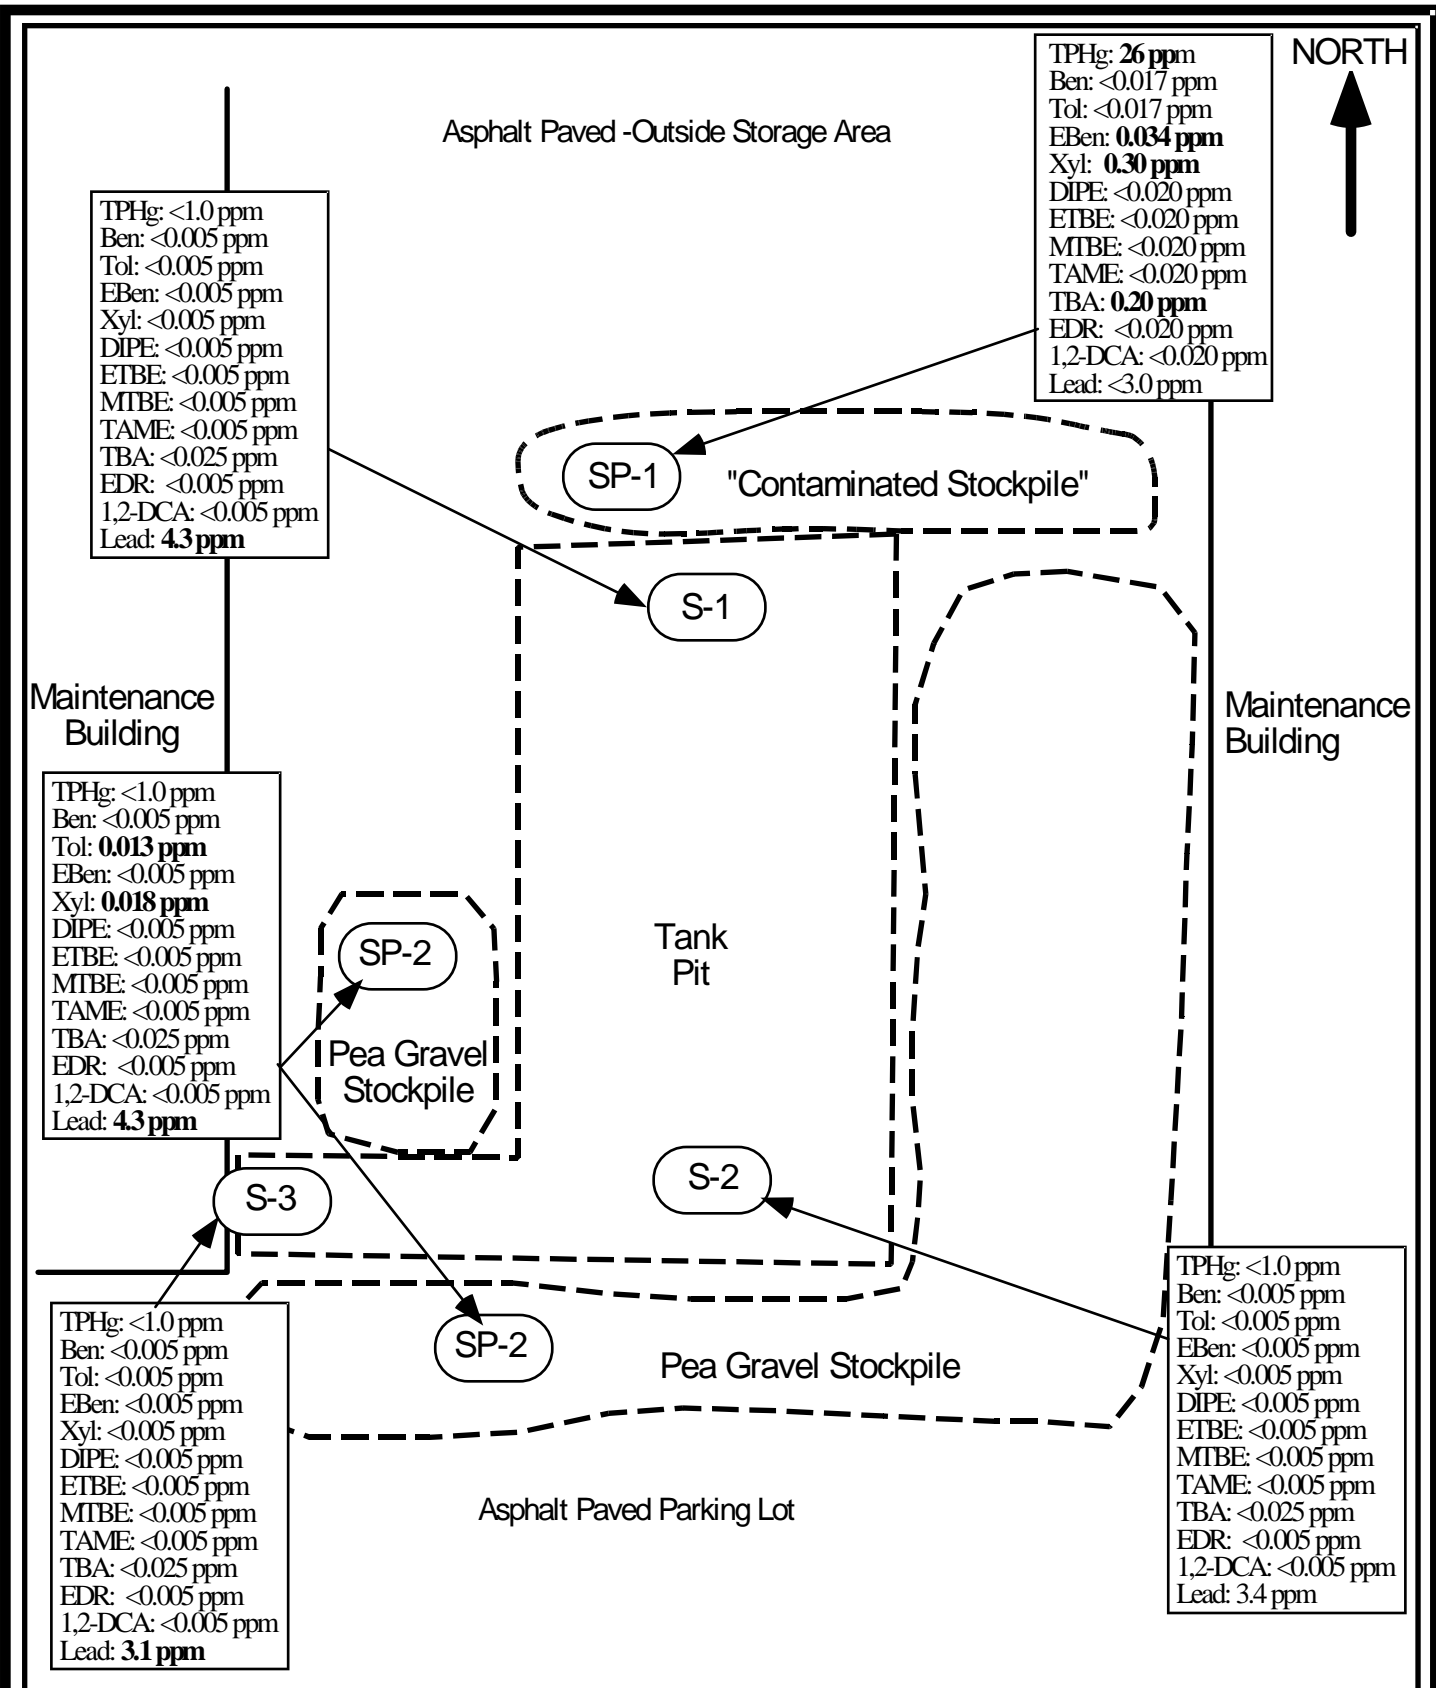 NORTH
Asphalt Paved -Outside Storage Area
TPHg: 26 ppm
Ben: <0.017 ppm
Tol: <0.017 ppm
EBen: 0.034 ppm
Xyl: 0.30 ppm
DIPE: <0.020 ppm
ETBE: <0.020 ppm
MTBE: <0.020 ppm
TAME: <0.020 ppm
TBA: 0.20 ppm
EDR: <0.020 ppm
1,2-DCA: <0.020 ppm
Lead: <3.0 ppm
TPHg: <1.0 ppm
Ben: <0.005 ppm
Tol: <0.005 ppm
EBen: <0.005 ppm
Xyl: <0.005 ppm
DIPE: <0.005 ppm
ETBE: <0.005 ppm
MTBE: <0.005 ppm
TAME: <0.005 ppm
TBA: <0.025 ppm
EDR: <0.005 ppm
1,2-DCA: <0.005 ppm
Lead: 4.3 ppm
SP-1
"Contaminated Stockpile"
S-1
Maintenance
Building
Maintenance
Building
TPHg: <1.0 ppm
Ben: <0.005 ppm
Tol: 0.013 ppm
EBen: <0.005 ppm
Xyl: 0.018 ppm
DIPE: <0.005 ppm
ETBE: <0.005 ppm
MTBE: <0.005 ppm
TAME: <0.005 ppm
TBA: <0.025 ppm
EDR: <0.005 ppm
1,2-DCA: <0.005 ppm
Lead: 4.3 ppm
SP-2
Pea Gravel
Stockpile
Tank
Pit
S-3
S-2
SP-2
Pea Gravel Stockpile
TPHg: <1.0 ppm
Ben: <0.005 ppm
Tol: <0.005 ppm
EBen: <0.005 ppm
Xyl: <0.005 ppm
DIPE: <0.005 ppm
ETBE: <0.005 ppm
MTBE: <0.005 ppm
TAME: <0.005 ppm
TBA: <0.025 ppm
EDR: <0.005 ppm
1,2-DCA: <0.005 ppm
Lead: 3.4 ppm
TPHg: <1.0 ppm
Ben: <0.005 ppm
Tol: <0.005 ppm
EBen: <0.005 ppm
Xyl: <0.005 ppm
DIPE: <0.005 ppm
ETBE: <0.005 ppm
MTBE: <0.005 ppm
TAME: <0.005 ppm
TBA: <0.025 ppm
EDR: <0.005 ppm
1,2-DCA: <0.005 ppm
Lead: 3.1 ppm
Asphalt Paved Parking Lot